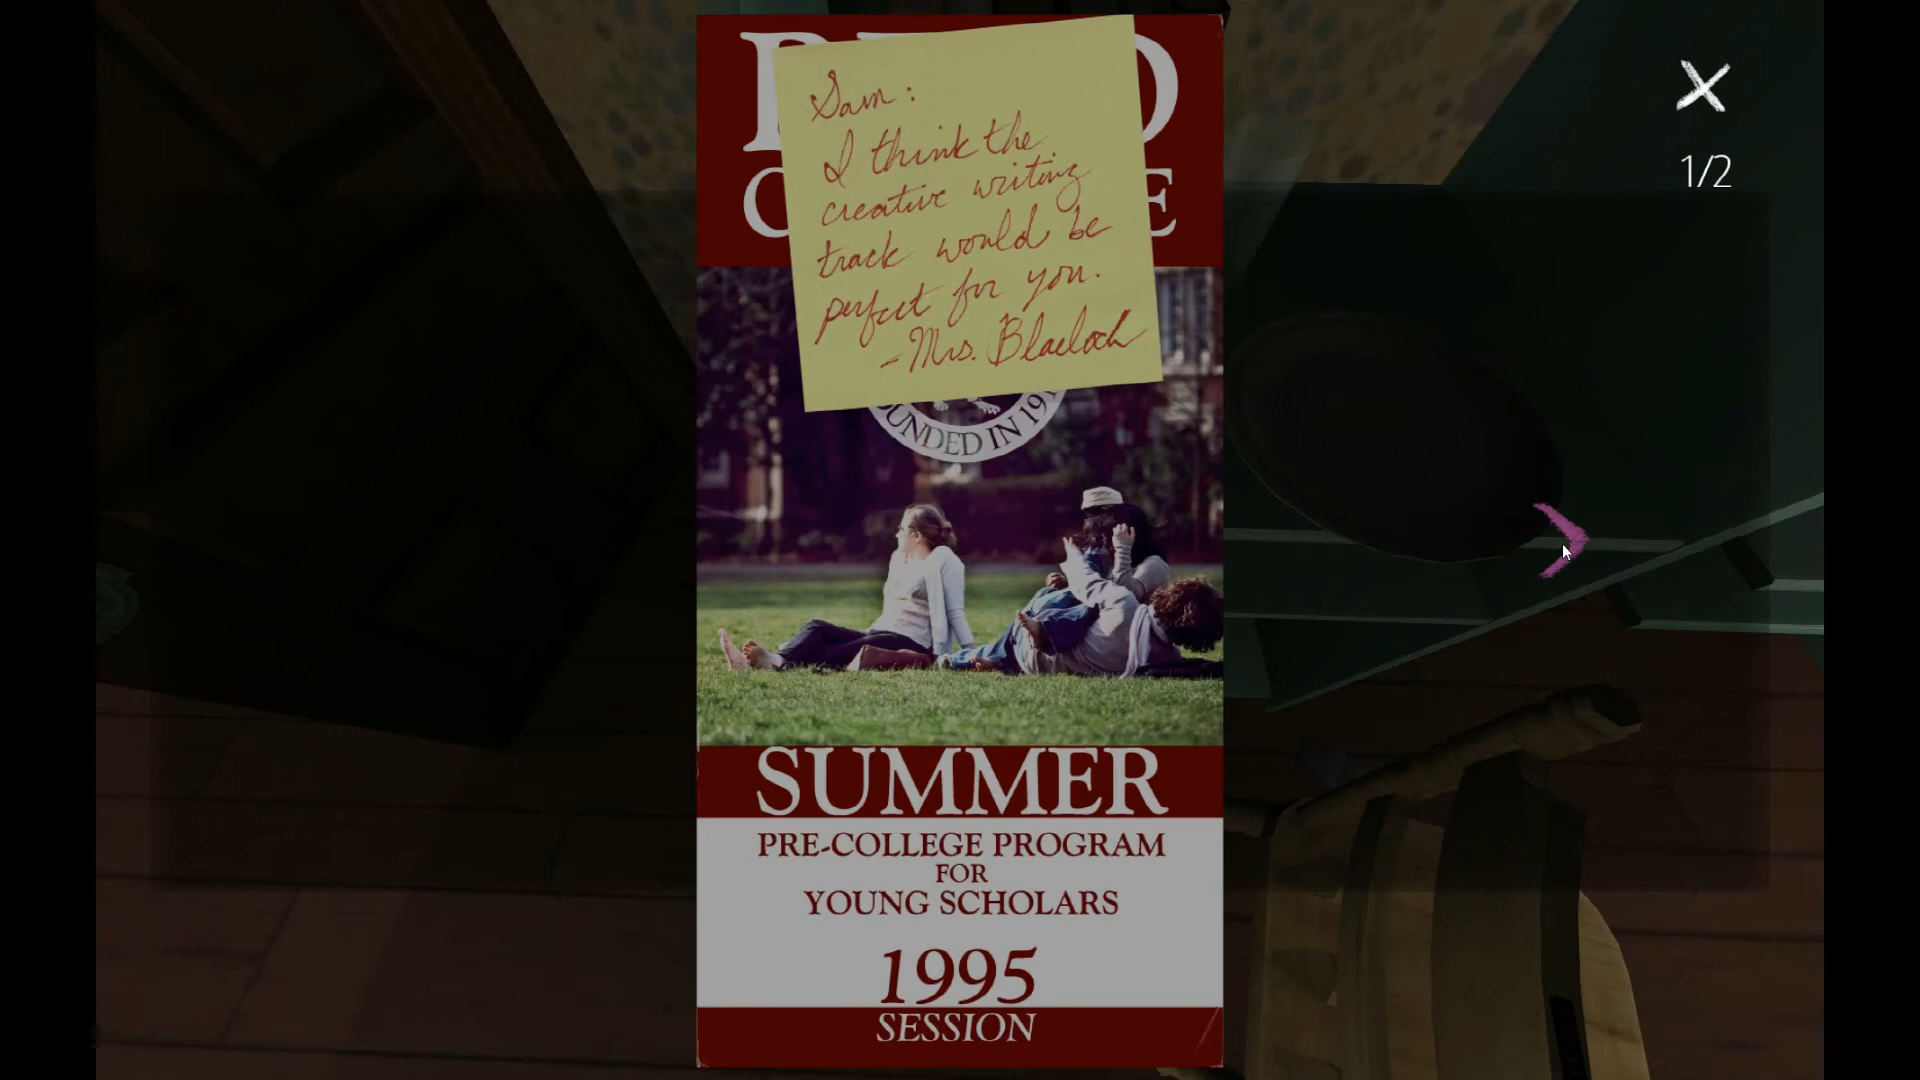 1/2
Sam:
I think the
creative writing
track would be
perfect for you.
-Mrs. Blaclock
SUMMER
PRE-COLLEGE PROGRAM
FOR
YOUNG SCHOLARS
1995
SESSION